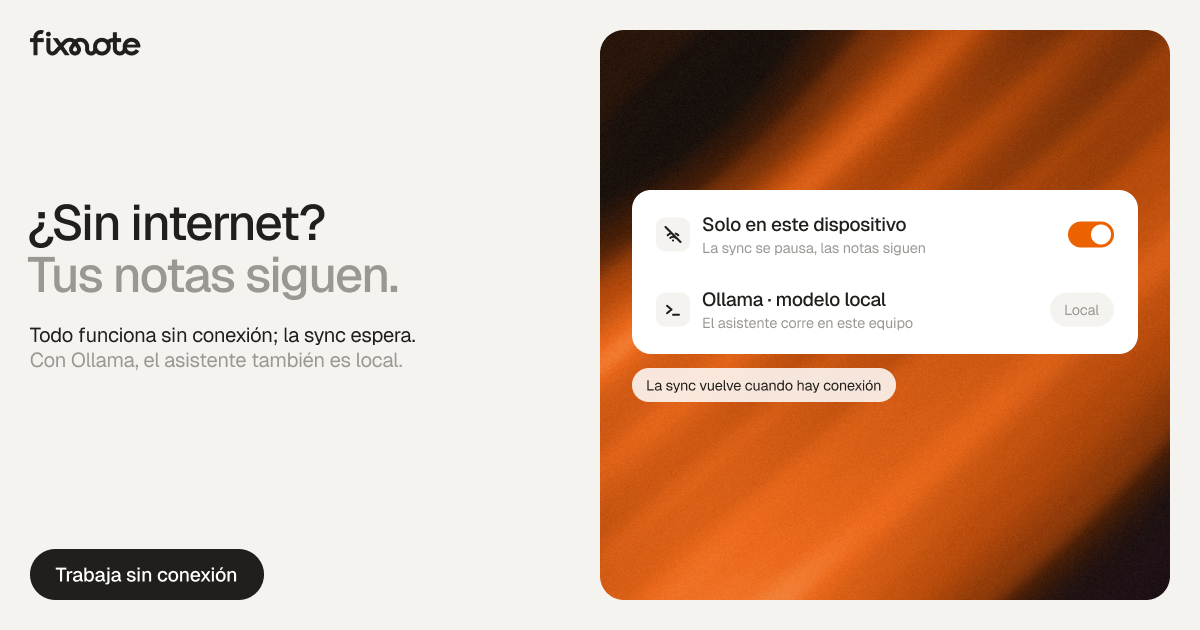 fixnote
¿Sin internet?
Tus notas siguen.
Todo funciona sin conexión; la sync espera.
Con Ollama, el asistente también es local.
Trabaja sin conexión
Solo en este dispositivo
La sync se pausa, las notas siguen
Ollama · modelo local
El asistente corre en este equipo
Local
La sync vuelve cuando hay conexión